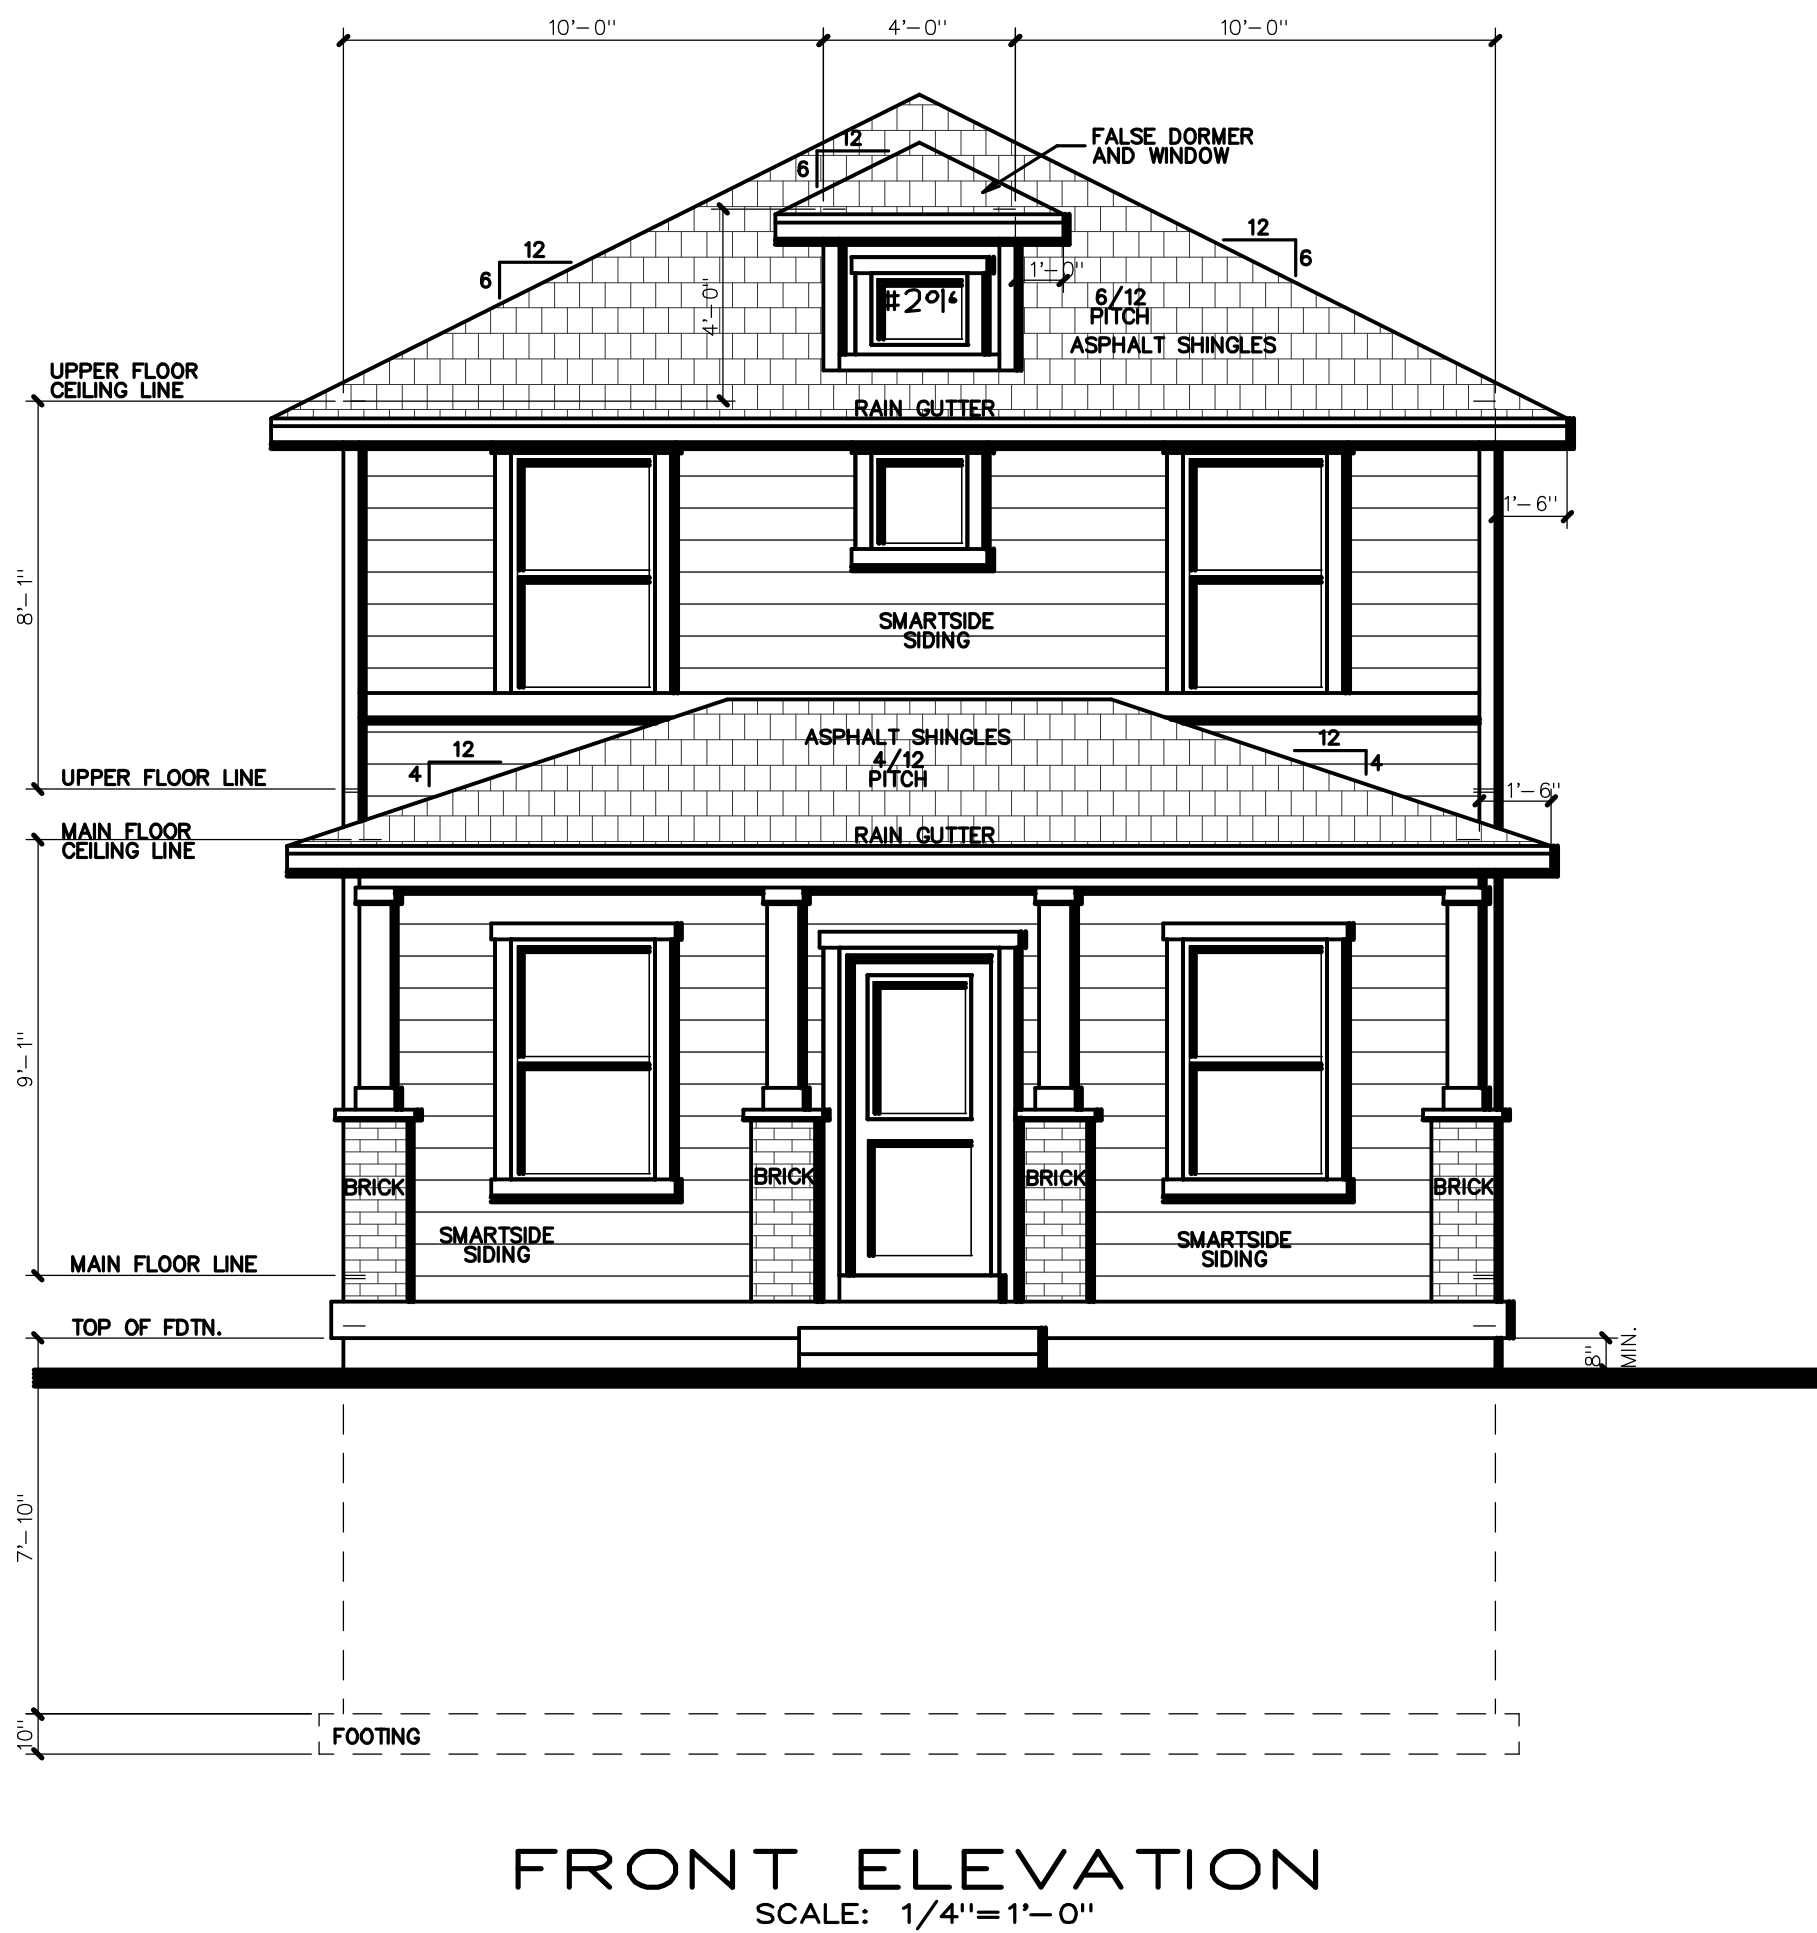 10'-0" 4'-0" 10'-0"
FALSE DORMER
AND WINDOW
12
6
12
6
12
6
4'-0"
1'-0"
6/12
PITCH
ASPHALT SHINGLES
UPPER FLOOR
CEILING LINE
RAIN GUTTER
1'-6"
8'-1"
SMARTSIDE
SIDING
ASPHALT SHINGLES
4/12
PITCH
12
4
12
4
UPPER FLOOR LINE
1'-6"
MAIN FLOOR
CEILING LINE
RAIN GUTTER
9'-1"
BRICK BRICK BRICK BRICK
SMARTSIDE
SIDING
SMARTSIDE
SIDING
MAIN FLOOR LINE
TOP OF FDTN.
8"
MIN.
7'-10"
10"
FOOTING
FRONT ELEVATION
SCALE: 1/4"=1'-0"